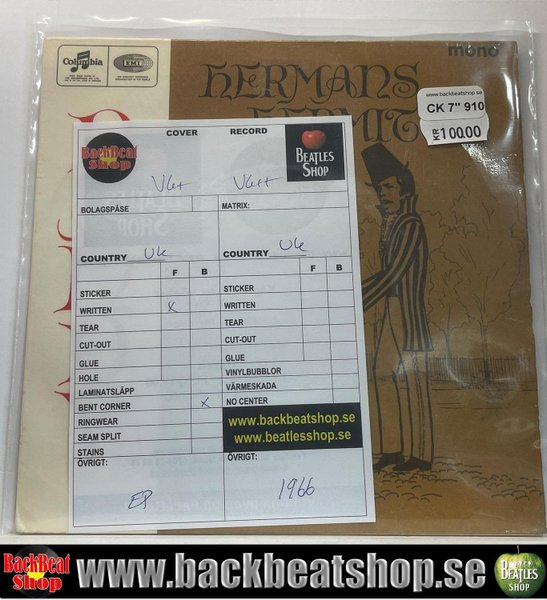 Columbia
EMI
mono
HERMANS
www.backbeatshop.se
CK 7" 910
KR 100.00
COVER RECORD
BackBeat
Shop
BEATLES
SHOP
VG+ VG++
BOLAGSPÅSE MATRIX:
COUNTRY UK COUNTRY UK
F B F B
STICKER STICKER
WRITTEN X WRITTEN
TEAR TEAR
CUT-OUT CUT-OUT
GLUE GLUE
HOLE VINYLBUBBLOR
LAMINATSLÄPP VÄRMESKADA
BENT CORNER X NO CENTER
RINGWEAR
SEAM SPLIT
STAINS
www.backbeatshop.se
www.beatlesshop.se
ÖVRIGT: ÖVRIGT:
EP 1966
BackBeat
Shop
www.backbeatshop.se
BEATLES
SHOP